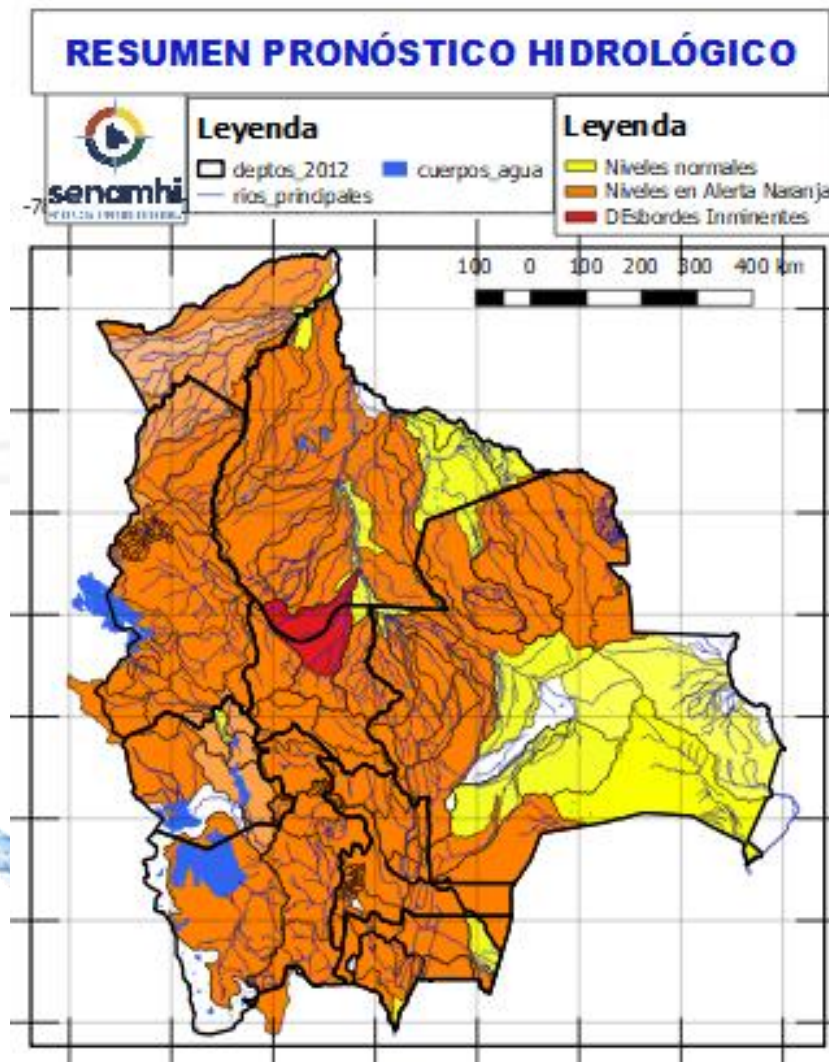 RESUMEN PRONÓSTICO HIDROLÓGICO
senamhi
Leyenda
deptos_2012
cuerpos_agua
rios_principales
Leyenda
Niveles normales
Niveles en Alerta Naranja
DEsbordes Inminentes
100 0 100 200 300 400 km